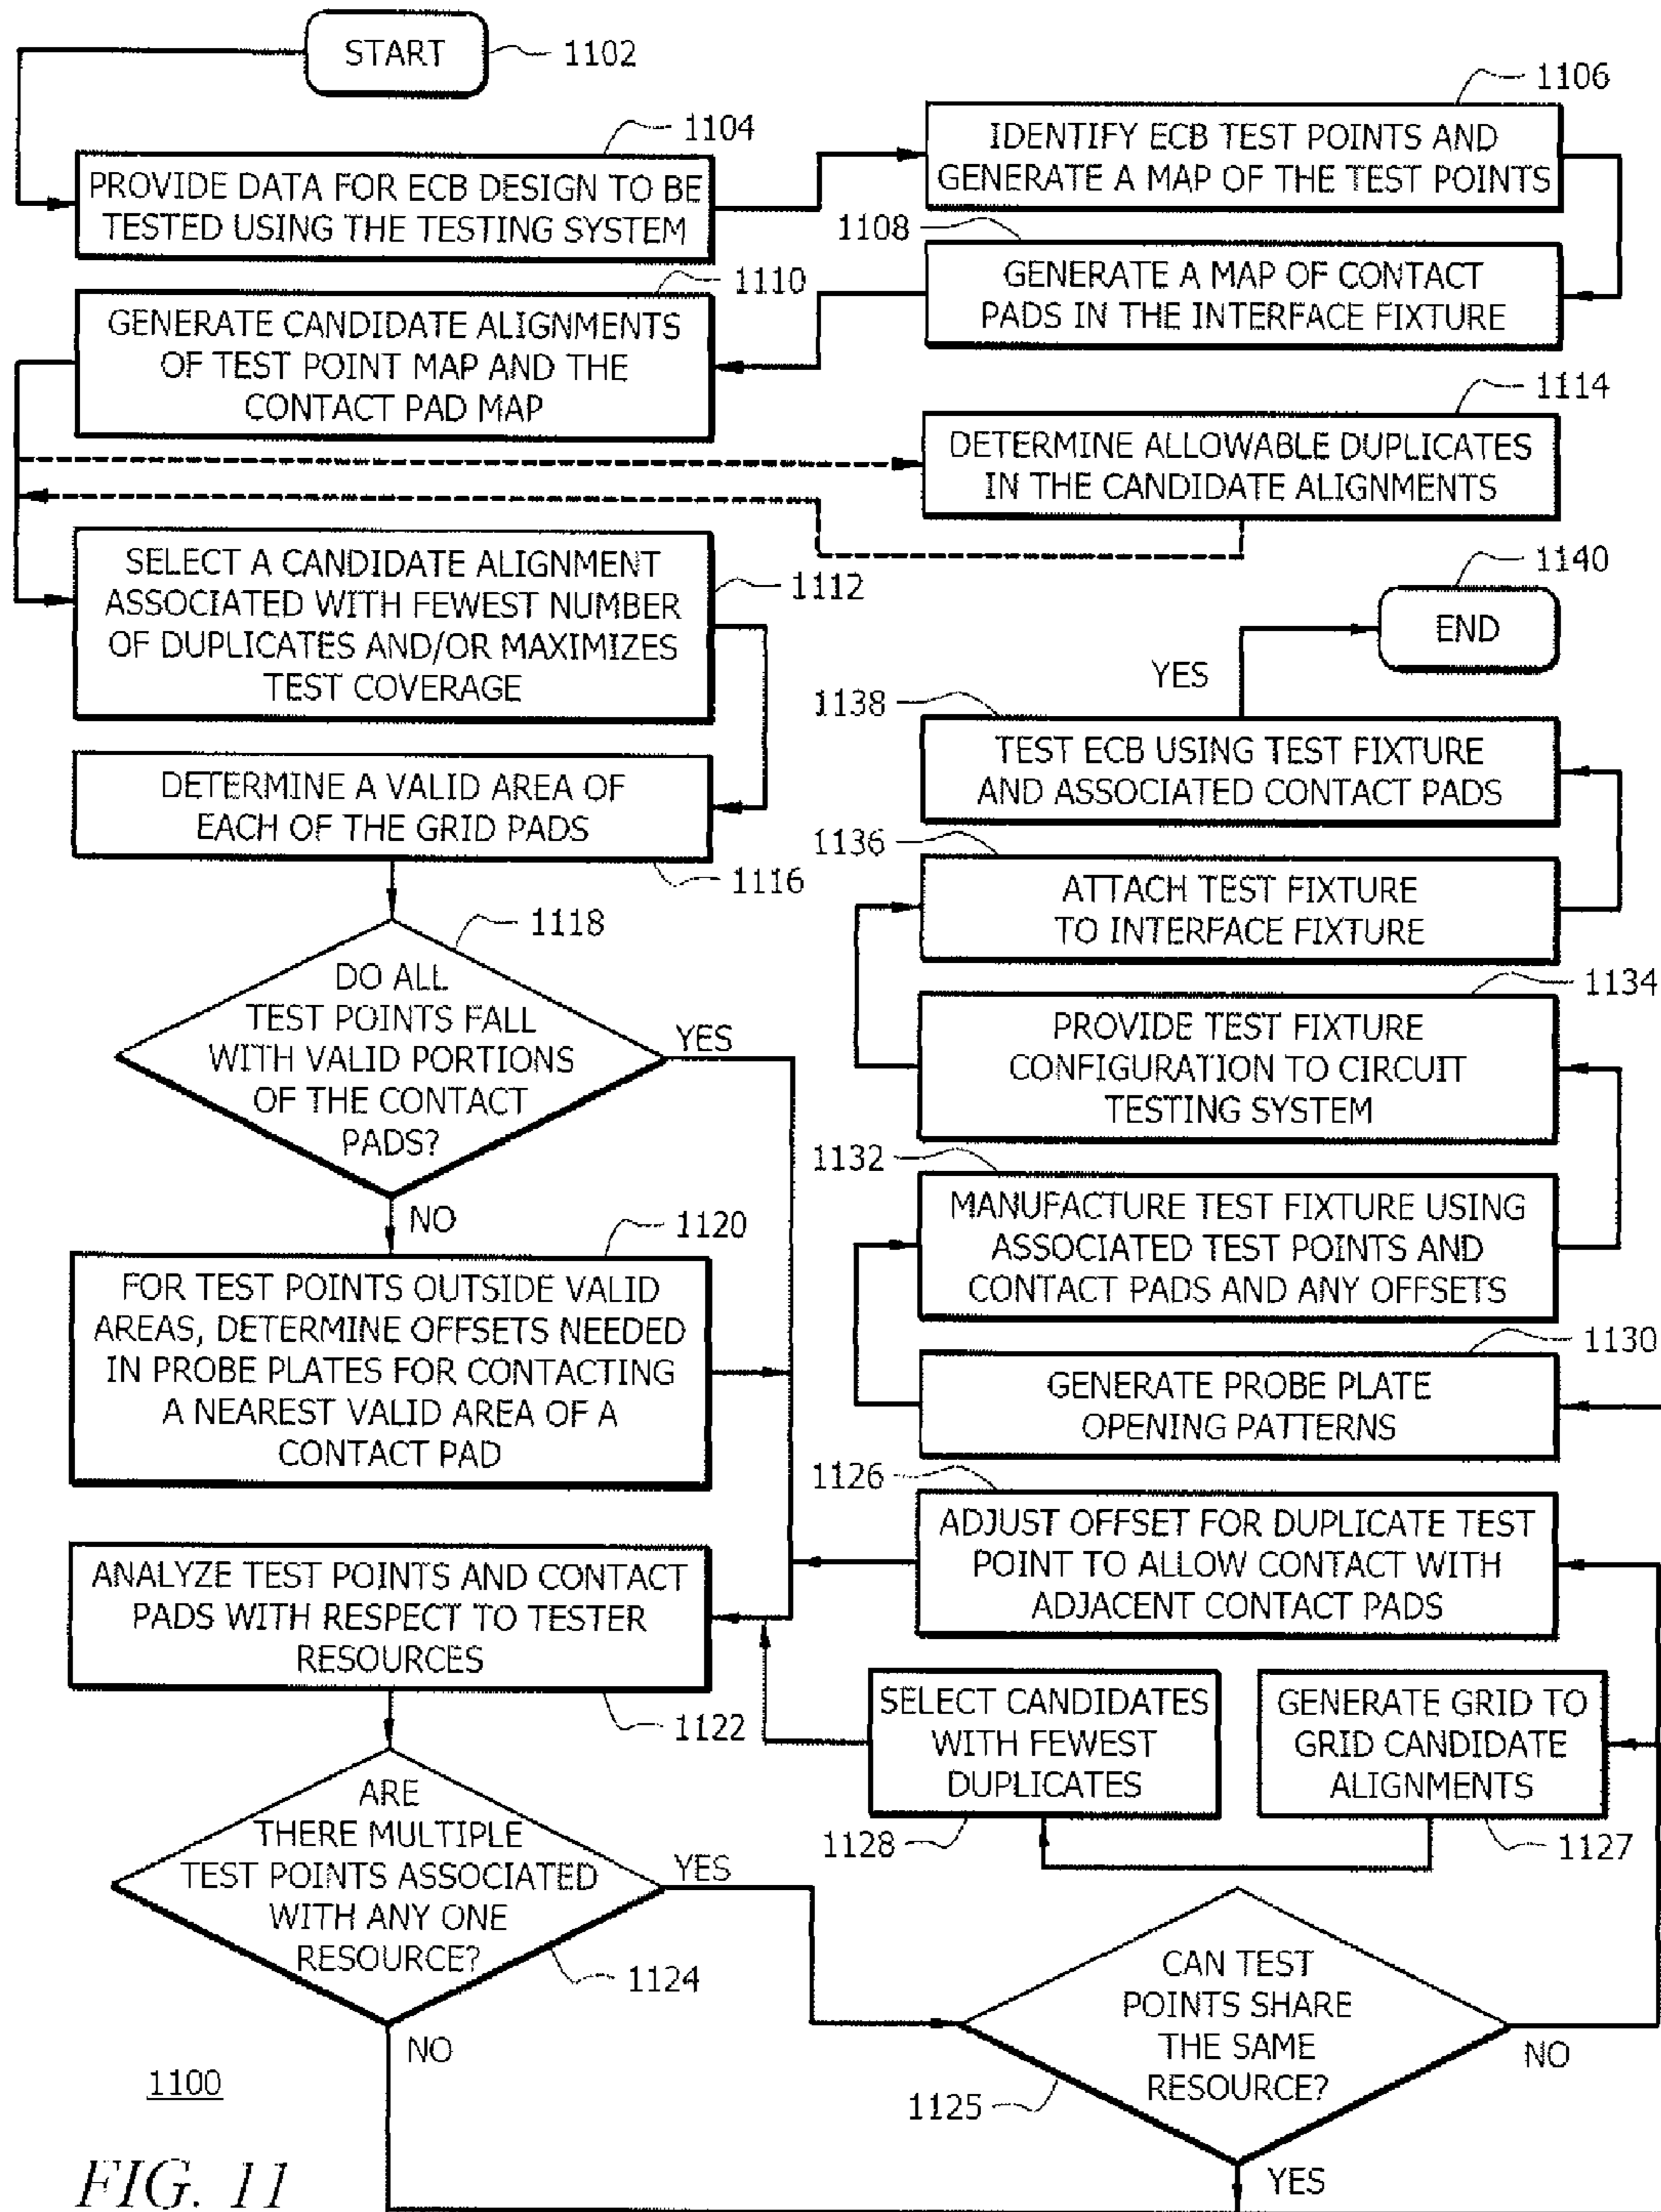 START
1102
1104
PROVIDE DATA FOR ECB DESIGN TO BE
TESTED USING THE TESTING SYSTEM
1106
IDENTIFY ECB TEST POINTS AND
GENERATE A MAP OF THE TEST POINTS
1108
GENERATE A MAP OF CONTACT
PADS IN THE INTERFACE FIXTURE
1110
GENERATE CANDIDATE ALIGNMENTS
OF TEST POINT MAP AND THE
CONTACT PAD MAP
1114
DETERMINE ALLOWABLE DUPLICATES
IN THE CANDIDATE ALIGNMENTS
SELECT A CANDIDATE ALIGNMENT
ASSOCIATED WITH FEWEST NUMBER
OF DUPLICATES AND/OR MAXIMIZES
TEST COVERAGE
1112
DETERMINE A VALID AREA OF
EACH OF THE GRID PADS
1116
1118
DO ALL
TEST POINTS FALL
WITH VALID PORTIONS
OF THE CONTACT
PADS?
YES
NO
1120
FOR TEST POINTS OUTSIDE VALID
AREAS, DETERMINE OFFSETS NEEDED
IN PROBE PLATES FOR CONTACTING
A NEAREST VALID AREA OF A
CONTACT PAD
ANALYZE TEST POINTS AND CONTACT
PADS WITH RESPECT TO TESTER
RESOURCES
1122
ARE
THERE MULTIPLE
TEST POINTS ASSOCIATED
WITH ANY ONE
RESOURCE?
1124
YES
NO
CAN TEST
POINTS SHARE
THE SAME
RESOURCE?
1125
NO
YES
GENERATE GRID TO
GRID CANDIDATE
ALIGNMENTS
1127
SELECT CANDIDATES
WITH FEWEST
DUPLICATES
1128
1126
ADJUST OFFSET FOR DUPLICATE TEST
POINT TO ALLOW CONTACT WITH
ADJACENT CONTACT PADS
1130
GENERATE PROBE PLATE
OPENING PATTERNS
1132
MANUFACTURE TEST FIXTURE USING
ASSOCIATED TEST POINTS AND
CONTACT PADS AND ANY OFFSETS
1134
PROVIDE TEST FIXTURE
CONFIGURATION TO CIRCUIT
TESTING SYSTEM
1136
ATTACH TEST FIXTURE
TO INTERFACE FIXTURE
1138
TEST ECB USING TEST FIXTURE
AND ASSOCIATED CONTACT PADS
YES
1140
END
1100
FIG. 11